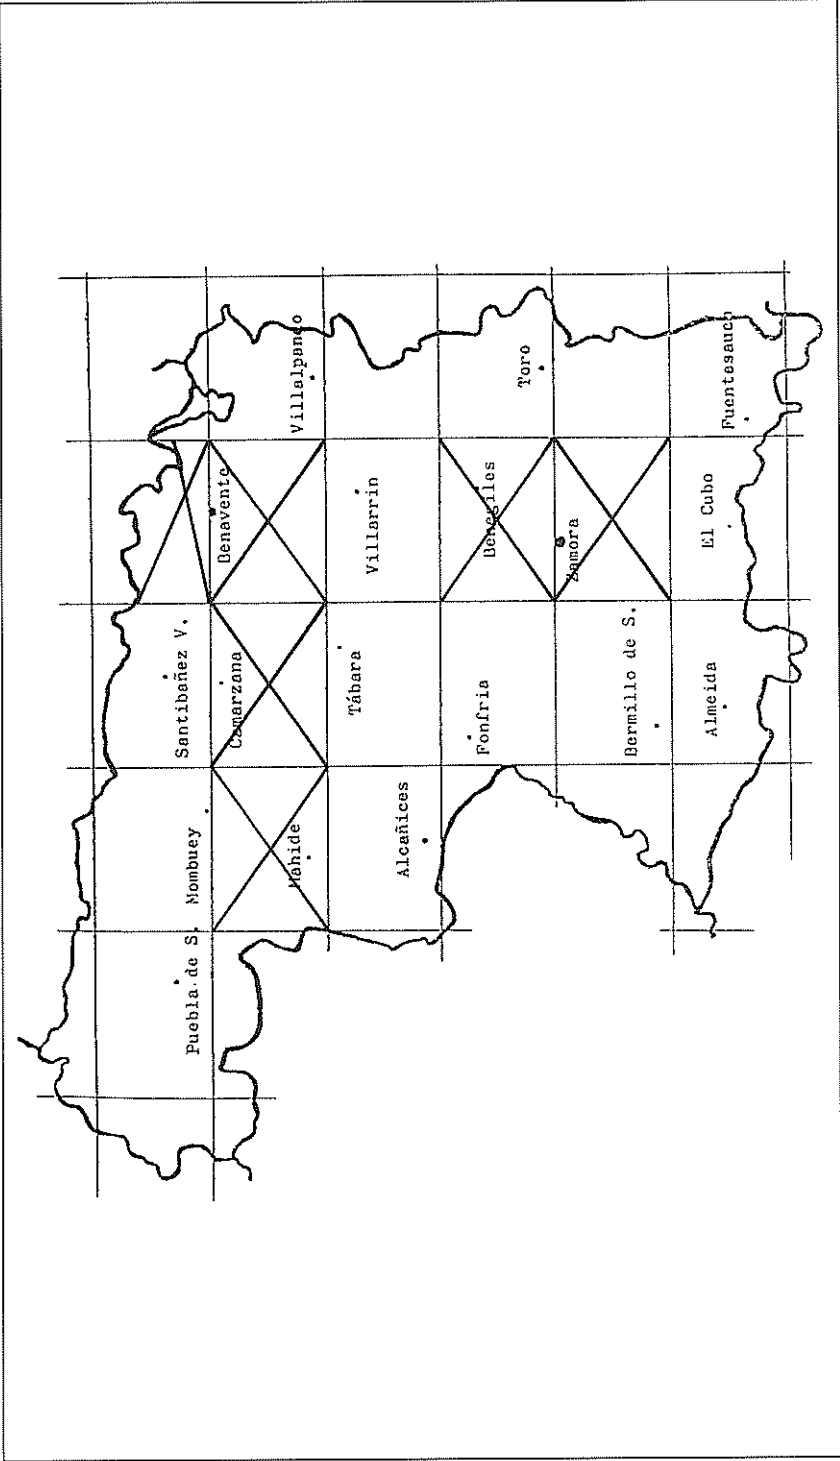 Puebla de S.
Mombuey
Santibañez V.
Camarzana
Benavente
Mahide
Villalpando
Alcañices
Tábara
Villarrin
Fonfria
Benegiles
Toro
Zamora
Bermillo de S.
Almeida
El Cubo
Fuentesauco